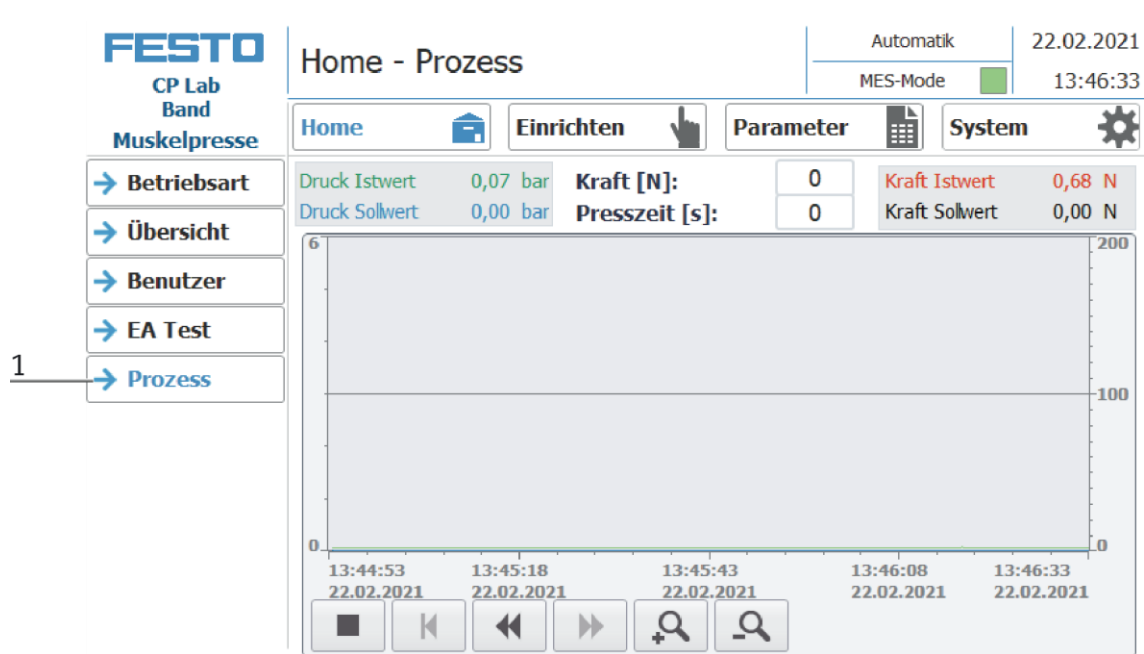 FESTO
CP Lab
Band
Muskelpresse
Home - Prozess
Automatik
MES-Mode
22.02.2021
13:46:33
Home
Einrichten
Parameter
System
Betriebsart
Übersicht
Benutzer
EA Test
1
Prozess
Druck Istwert 0,07 bar
Druck Sollwert 0,00 bar
Kraft [N]: 0
Presszeit [s]: 0
Kraft Istwert 0,68 N
Kraft Sollwert 0,00 N
6
0
200
100
0
13:44:53 13:45:18 13:45:43 13:46:08 13:46:33
22.02.2021 22.02.2021 22.02.2021 22.02.2021 22.02.2021